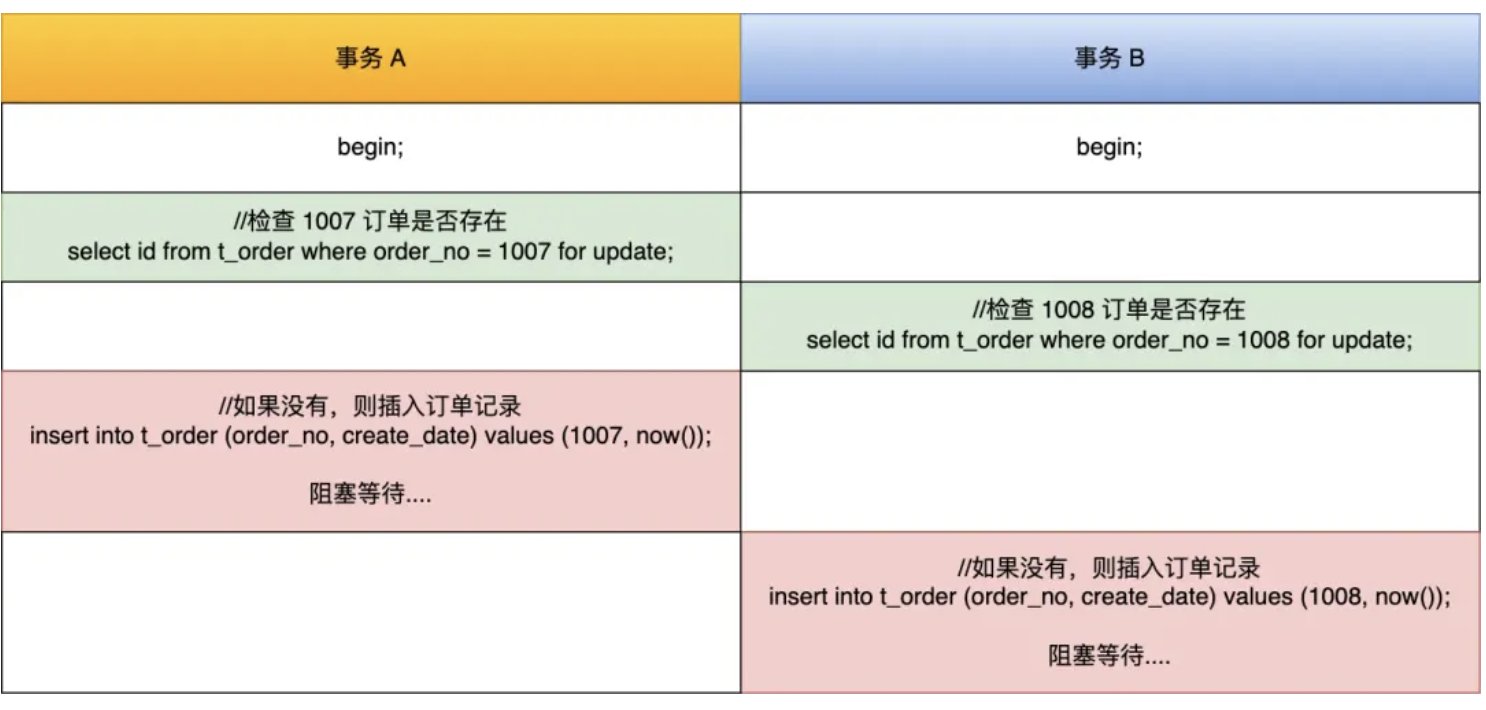 事务 A
事务 B
begin;
begin;
//检查 1007 订单是否存在
select id from t_order where order_no = 1007 for update;
//检查 1008 订单是否存在
select id from t_order where order_no = 1008 for update;
//如果没有，则插入订单记录
insert into t_order (order_no, create_date) values (1007, now());
阻塞等待....
//如果没有，则插入订单记录
insert into t_order (order_no, create_date) values (1008, now());
阻塞等待....